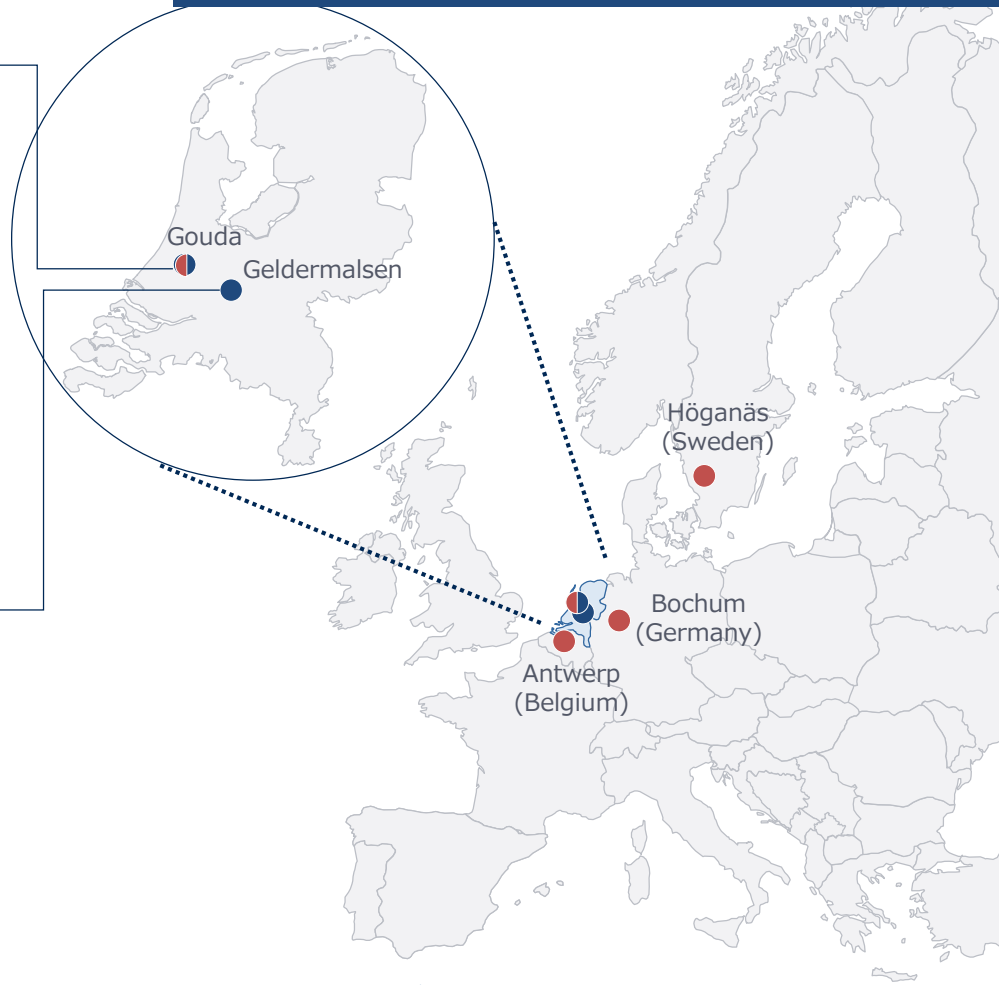 Gouda
Geldermalsen
Höganäs
(Sweden)
Bochum
(Germany)
Antwerp
(Belgium)